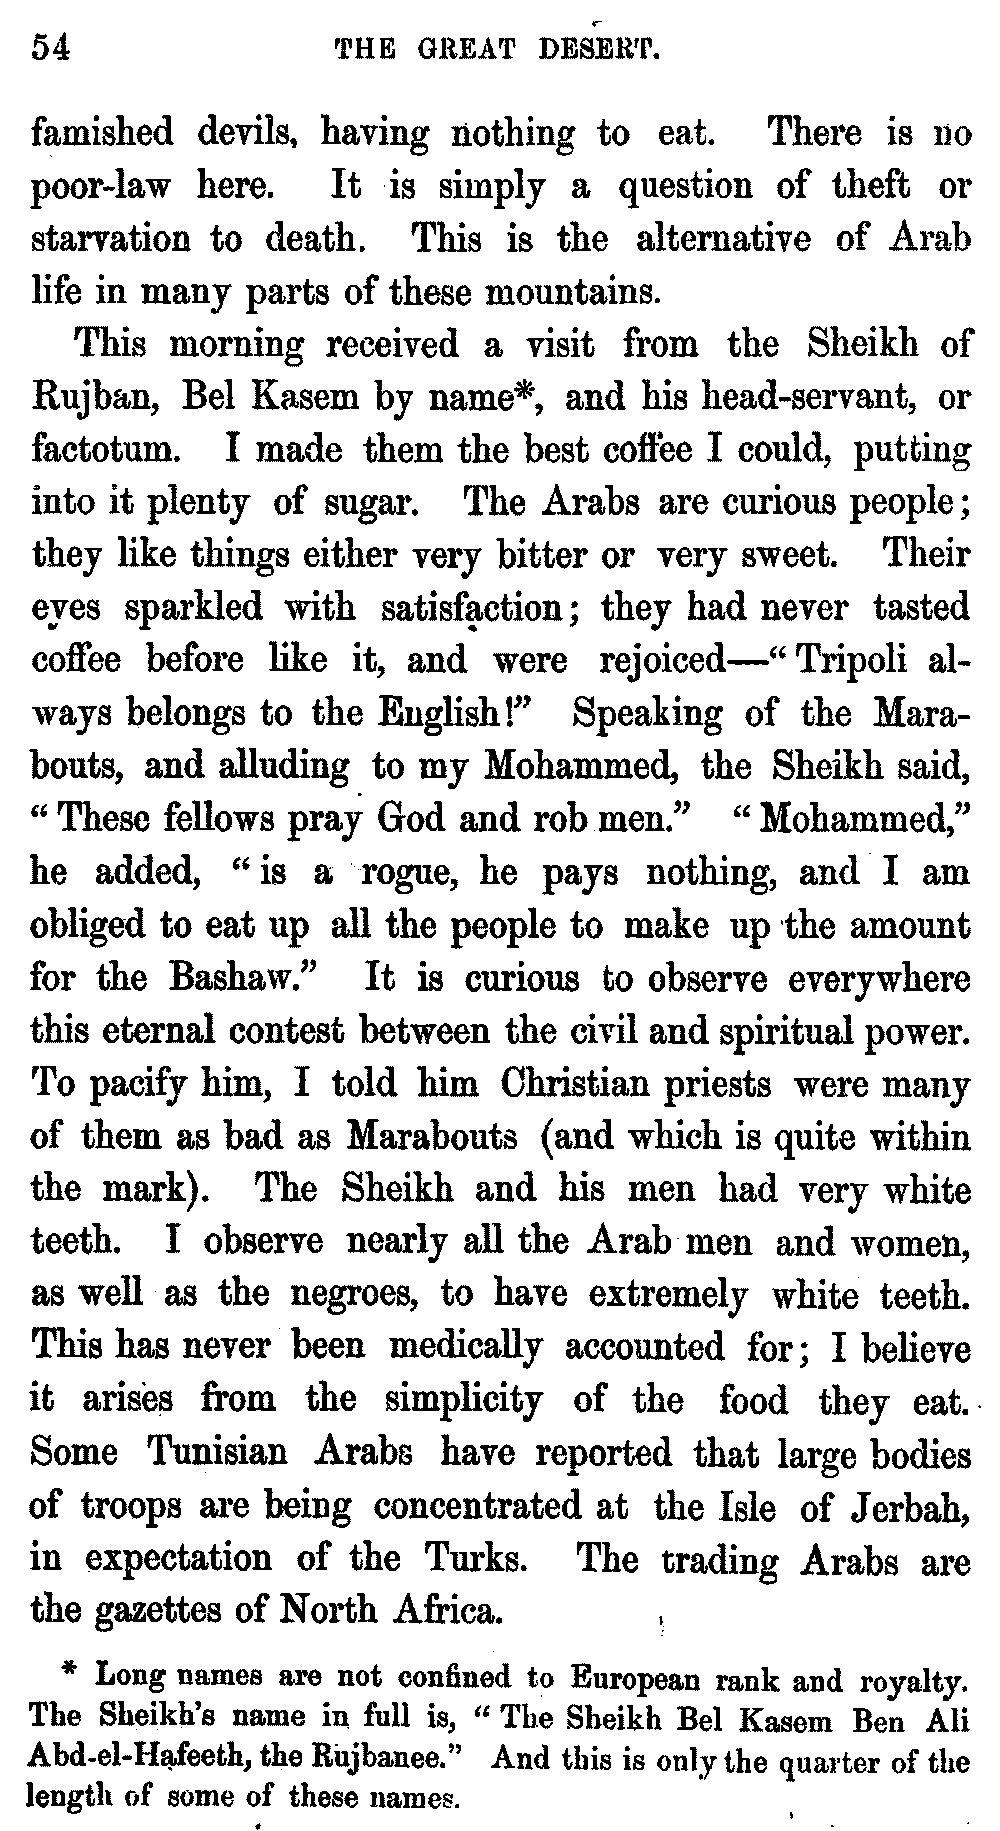 54 THE GREAT DESERT.
famished devils, having nothing to eat. There is no
poor-law here. It is simply a question of theft or
starvation to death. This is the alternative of Arab
life in many parts of these mountains.
This morning received a visit from the Sheikh of
Rujban, Bel Kasem by name*, and his head-servant, or
factotum. I made them the best coffee I could, putting
into it plenty of sugar. The Arabs are curious people;
they like things either very bitter or very sweet. Their
eyes sparkled with satisfaction; they had never tasted
coffee before like it, and were rejoiced—“Tripoli al-
ways belongs to the English!” Speaking of the Mara-
bouts, and alluding to my Mohammed, the Sheikh said,
“These fellows pray God and rob men.” “Mohammed,”
he added, “is a rogue, he pays nothing, and I am
obliged to eat up all the people to make up the amount
for the Bashaw.” It is curious to observe everywhere
this eternal contest between the civil and spiritual power.
To pacify him, I told him Christian priests were many
of them as bad as Marabouts (and which is quite within
the mark). The Sheikh and his men had very white
teeth. I observe nearly all the Arab men and women,
as well as the negroes, to have extremely white teeth.
This has never been medically accounted for; I believe
it arises from the simplicity of the food they eat.
Some Tunisian Arabs have reported that large bodies
of troops are being concentrated at the Isle of Jerbah,
in expectation of the Turks. The trading Arabs are
the gazettes of North Africa.
* Long names are not confined to European rank and royalty.
The Sheikh's name in full is, “The Sheikh Bel Kasem Ben Ali
Abd-el-Hafeeth, the Rujbanee.” And this is only the quarter of the
length of some of these names.